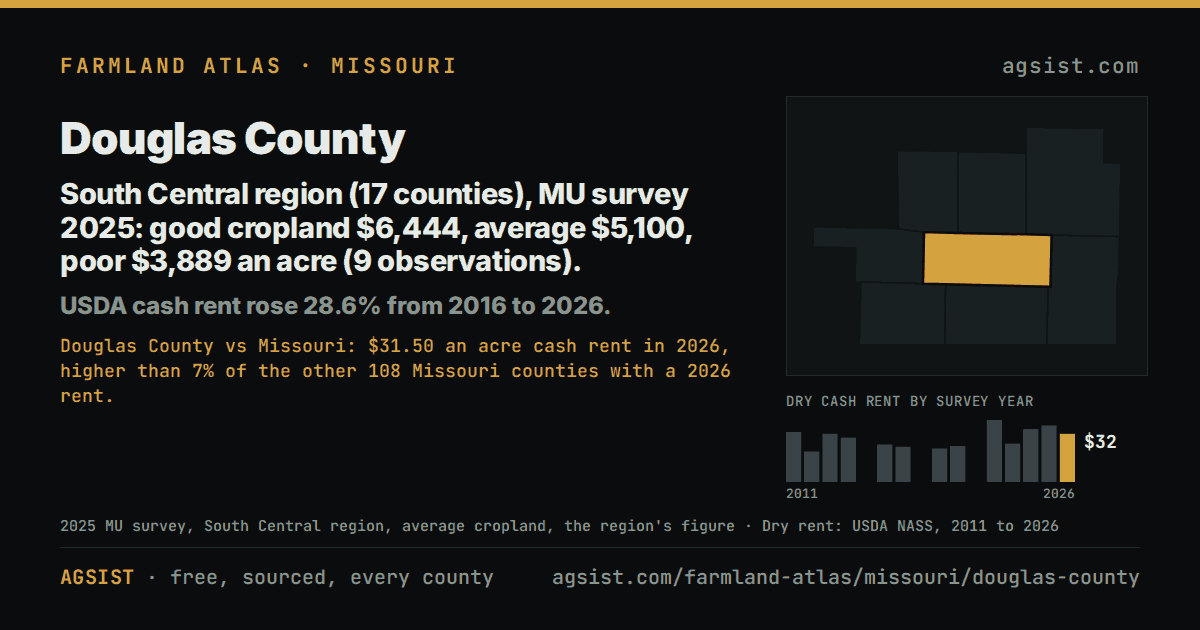 FARMLAND ATLAS · MISSOURI
agsist.com
Douglas County
South Central region (17 counties), MU survey
2025: good cropland $6,444, average $5,100,
poor $3,889 an acre (9 observations).
USDA cash rent rose 28.6% from 2016 to 2026.
Douglas County vs Missouri: $31.50 an acre cash rent in 2026,
higher than 7% of the other 108 Missouri counties with a 2026
rent.
DRY CASH RENT BY SURVEY YEAR
$32
2011 2026
2025 MU survey, South Central region, average cropland, the region's figure · Dry rent: USDA NASS, 2011 to 2026
AGSIST · free, sourced, every county
agsist.com/farmland-atlas/missouri/douglas-county